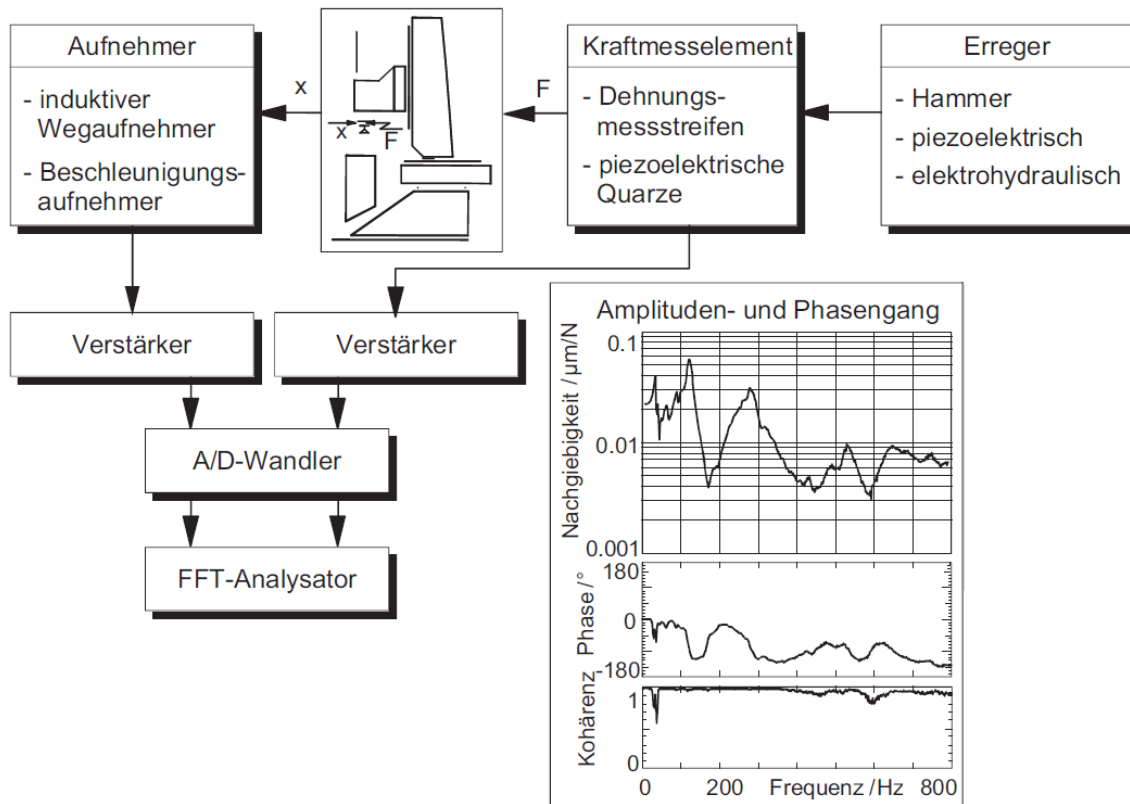 Aufnehmer
- induktiver
Wegaufnehmer
- Beschleunigungs-
aufnehmer
x
x
F
F
Kraftmesselement
- Dehnungs-
messstreifen
- piezoelektrische
Quarze
Erreger
- Hammer
- piezoelektrisch
- elektrohydraulisch
Verstärker
Verstärker
A/D-Wandler
FFT-Analysator
Amplituden- und Phasengang
Nachgiebigkeit / µm/N
0.1
0.01
0.001
Phase /°
180
0
-180
Kohärenz
1
0
0 200 Frequenz /Hz 800